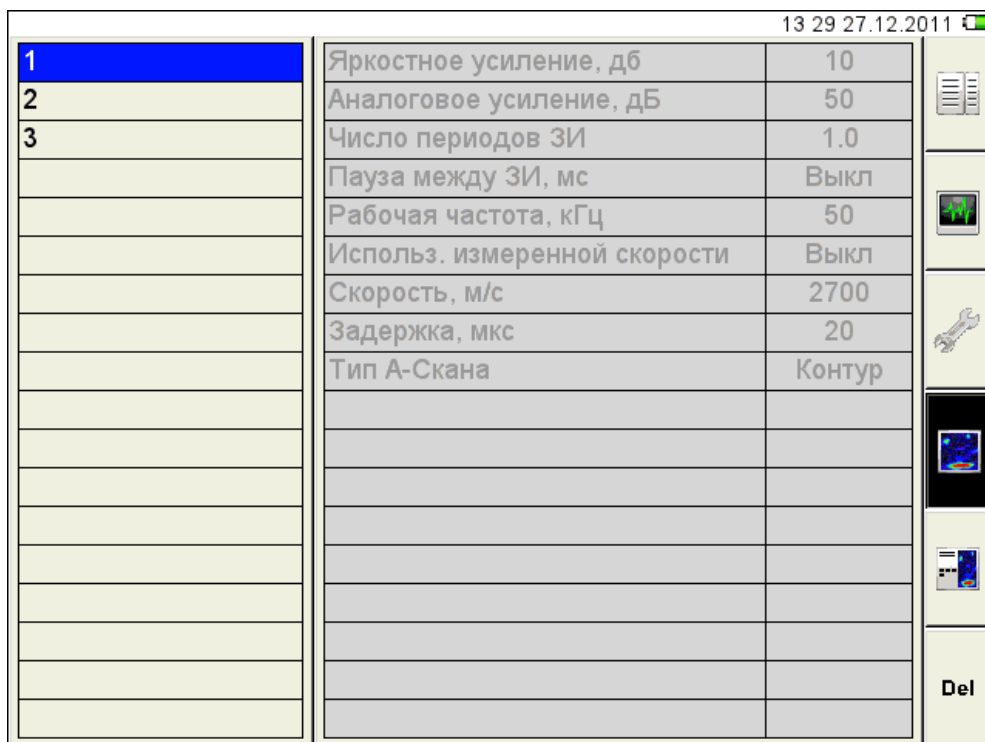 13 29 27.12.2011
1
2
3
Яркостное усиление, дб 10
Аналоговое усиление, дБ 50
Число периодов ЗИ 1.0
Пауза между ЗИ, мс Выкл
Рабочая частота, кГц 50
Использ. измеренной скорости Выкл
Скорость, м/с 2700
Задержка, мкс 20
Тип А-Скана Контур
Del